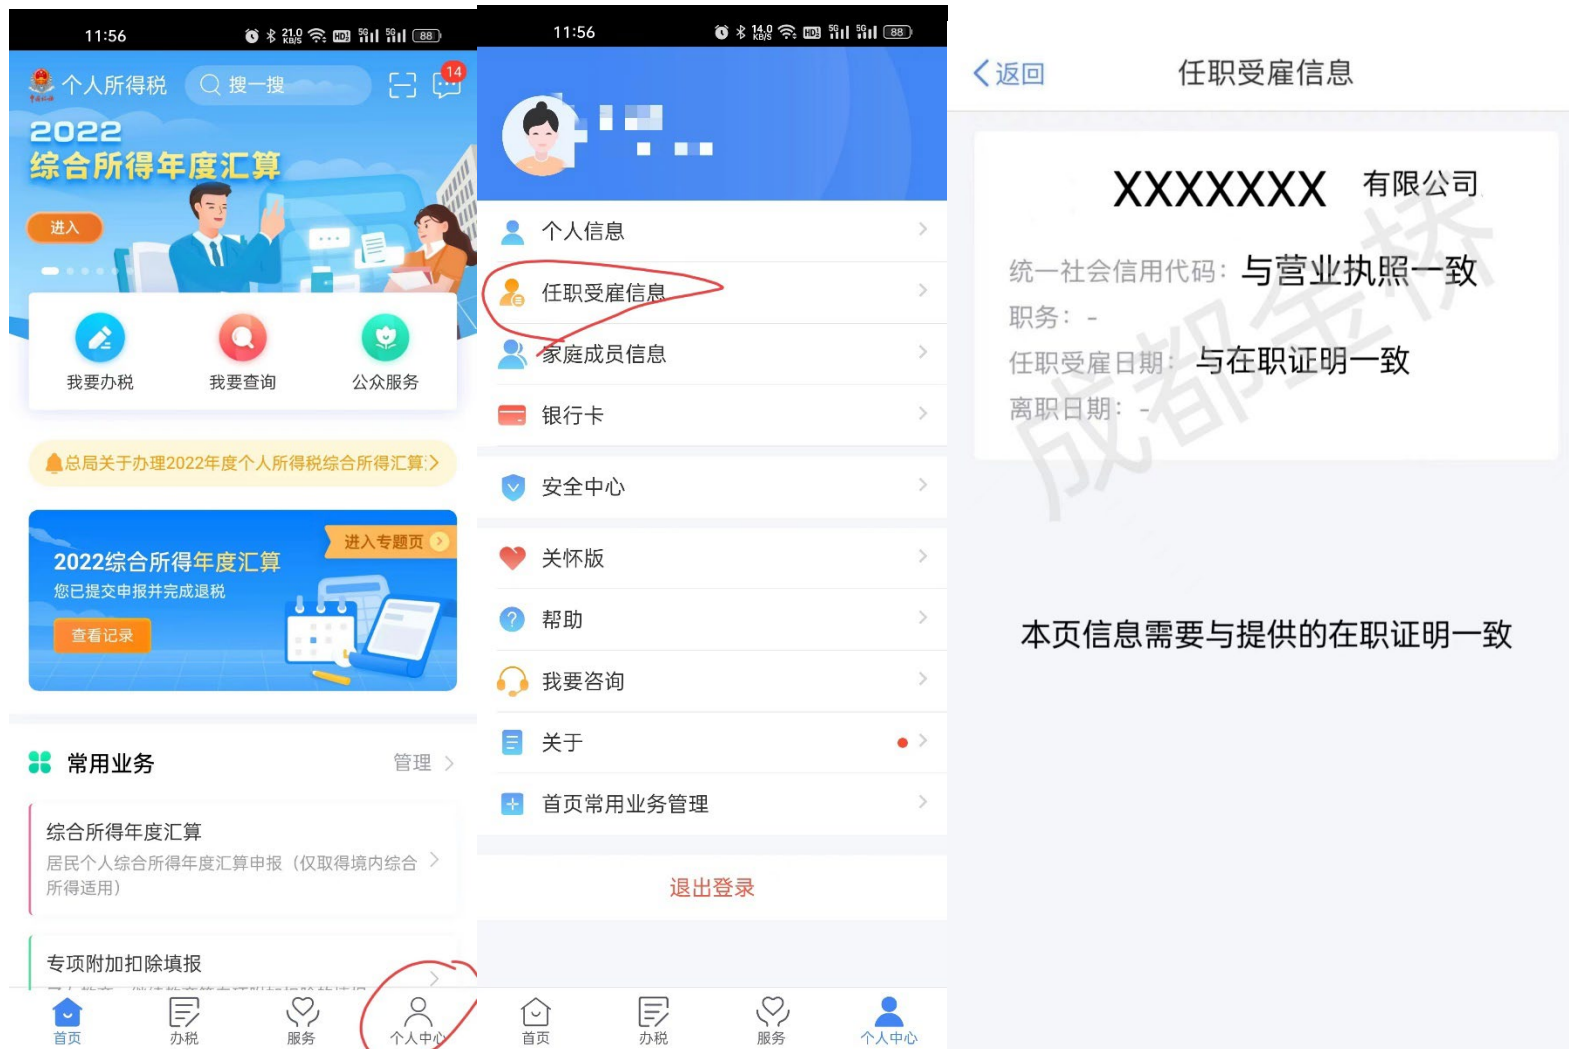 11:56
21.0
KB/S
HD
5G
5G
88
个人所得税
搜一搜
14
2022
综合所得年度汇算
进入
我要办税
我要查询
公众服务
总局关于办理2022年度个人所得税综合所得汇算
进入专题页
2022综合所得年度汇算
您已提交申报并完成退税
查看记录
常用业务
管理
综合所得年度汇算
居民个人综合所得年度汇算申报（仅取得境内综合
所得适用）
专项附加扣除填报
首页
办税
服务
个人中心
11:56
14.0
KB/S
HD
5G
5G
88
个人信息
任职受雇信息
家庭成员信息
银行卡
安全中心
关怀版
帮助
我要咨询
关于
首页常用业务管理
退出登录
首页
办税
服务
个人中心
返回
任职受雇信息
XXXXXXX 有限公司
统一社会信用代码：与营业执照一致
职务：-
任职受雇日期：与在职证明一致
离职日期：-
成都金桥
本页信息需要与提供的在职证明一致